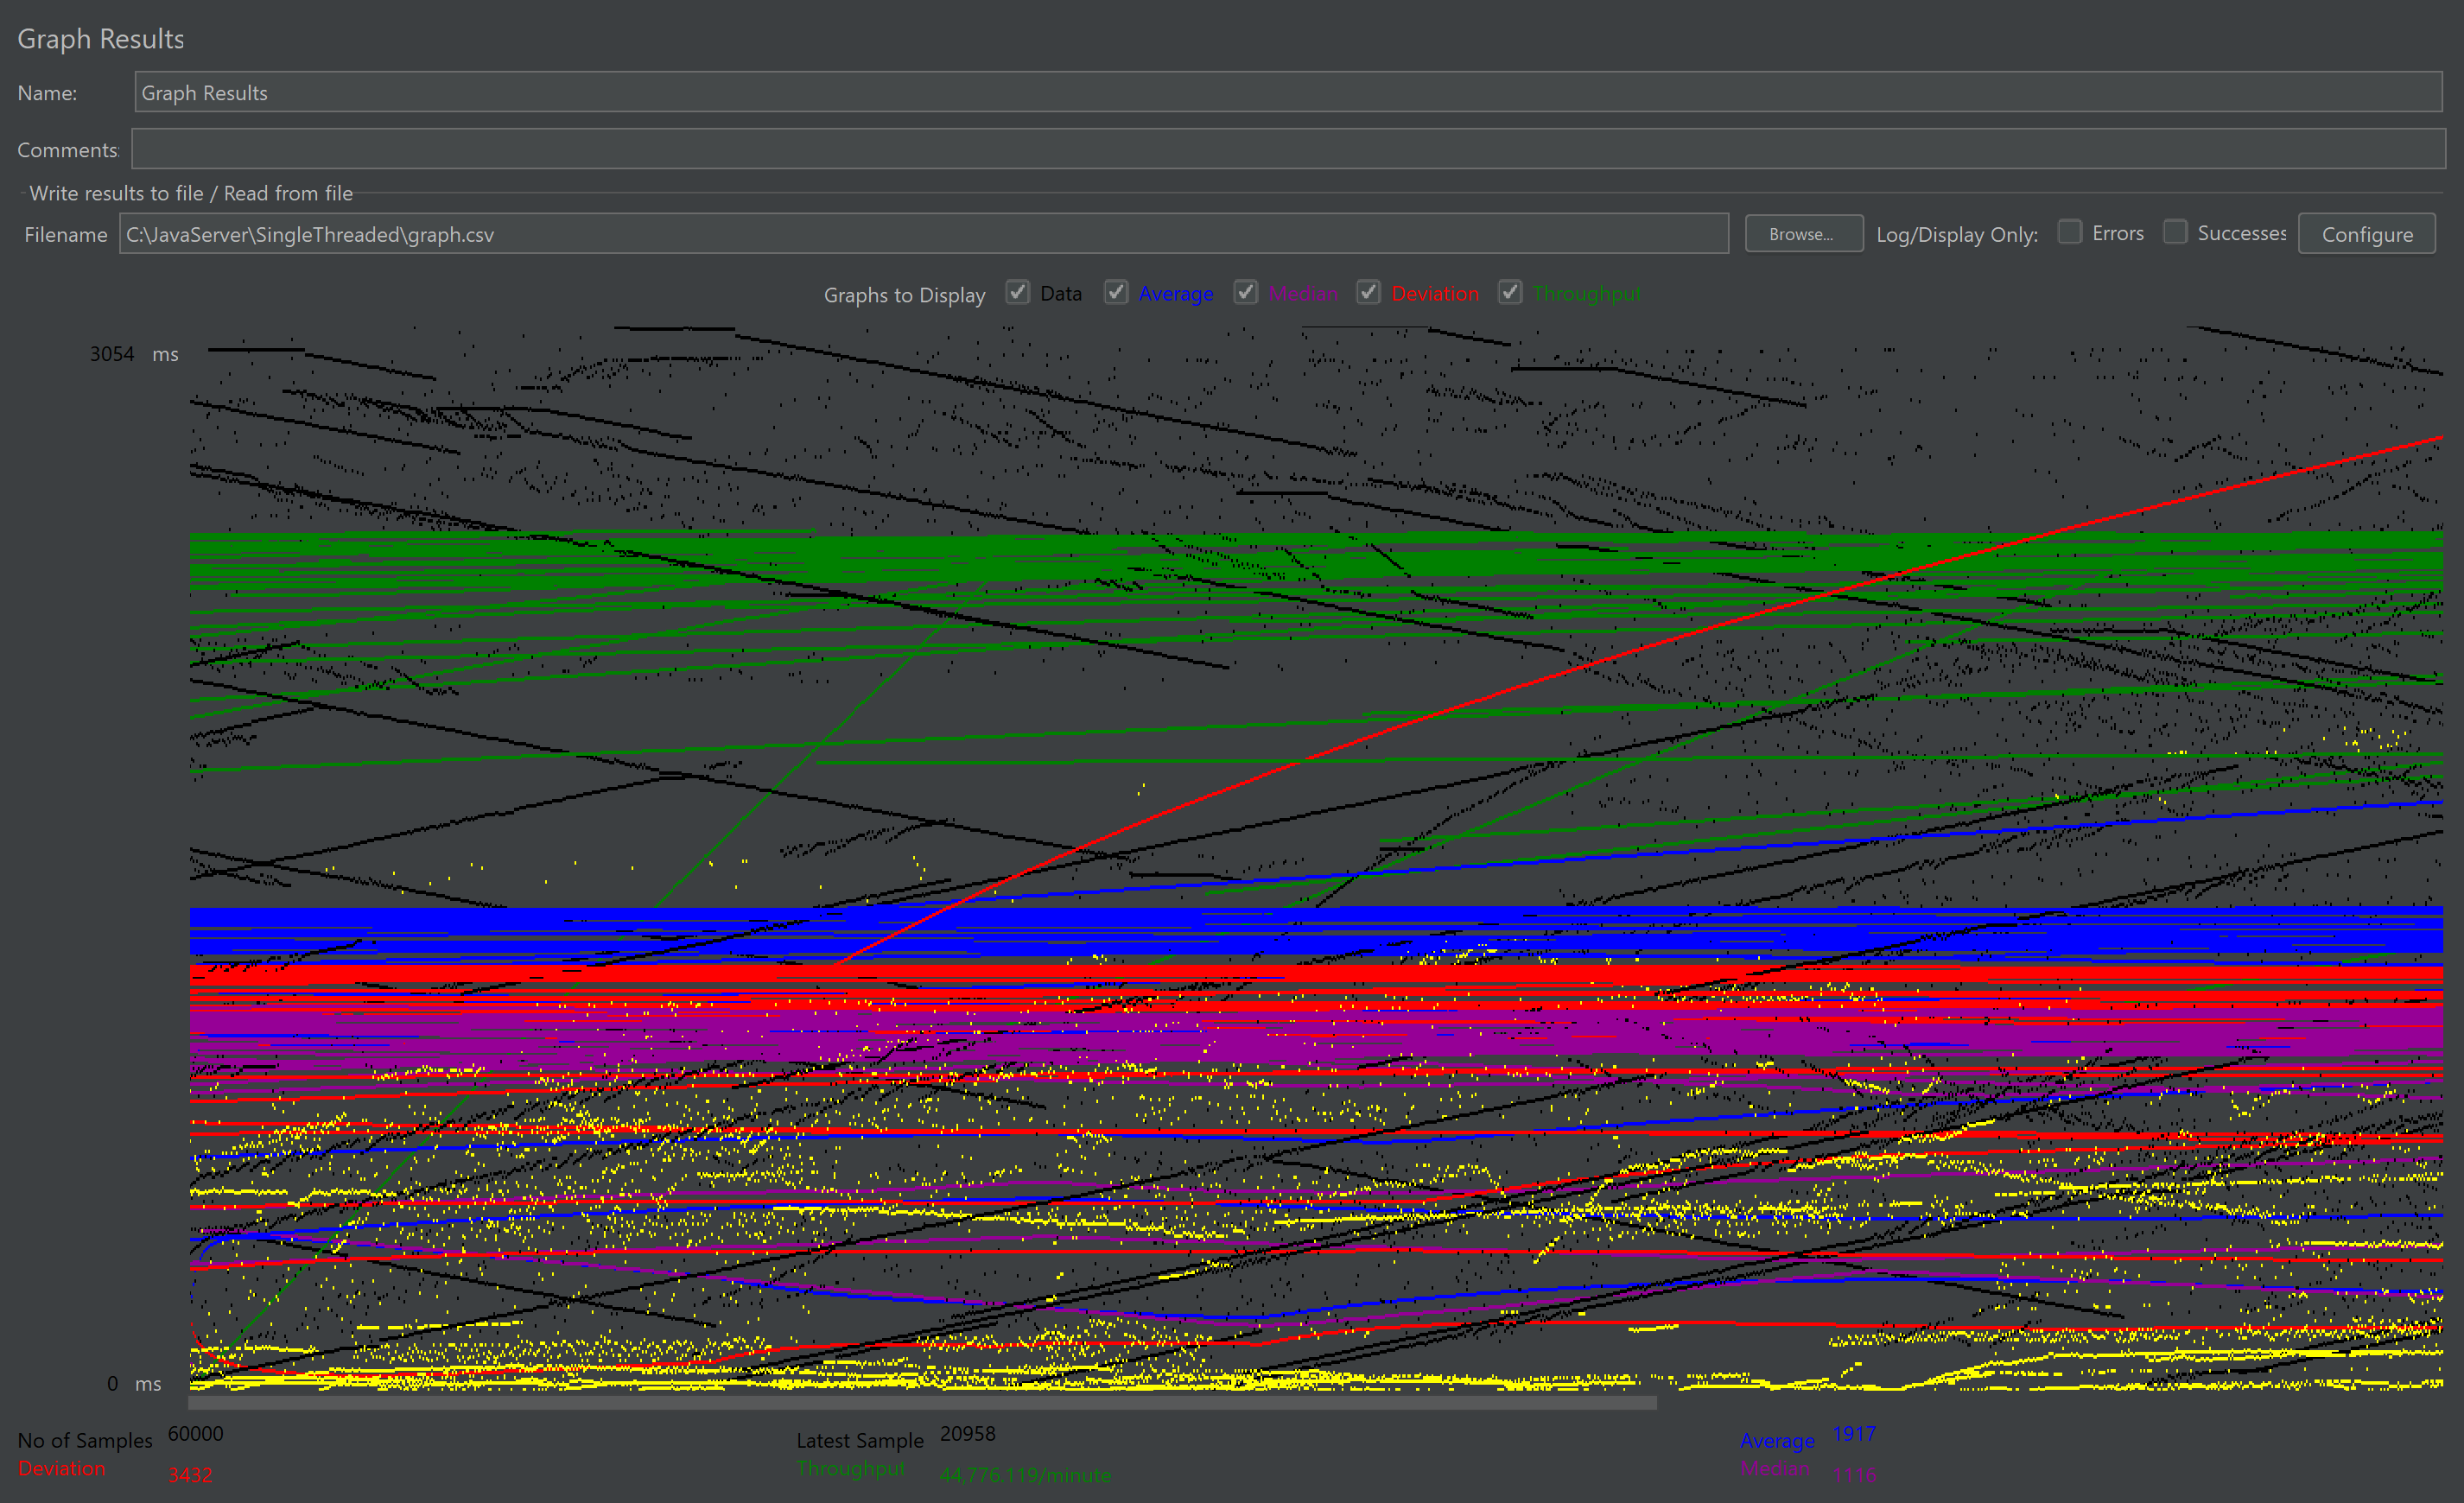 Graph Results
Name: Graph Results
Comments:
Write results to file / Read from file
Filename C:\JavaServer\SingleThreaded\graph.csv Browse... Log/Display Only: Errors Successes Configure
Graphs to Display Data Average Median Deviation Throughput
3054 ms
0 ms
No of Samples 60000 Latest Sample 20958 Average 1917
Deviation 3432 Throughput 44,776.119/minute Median 1116